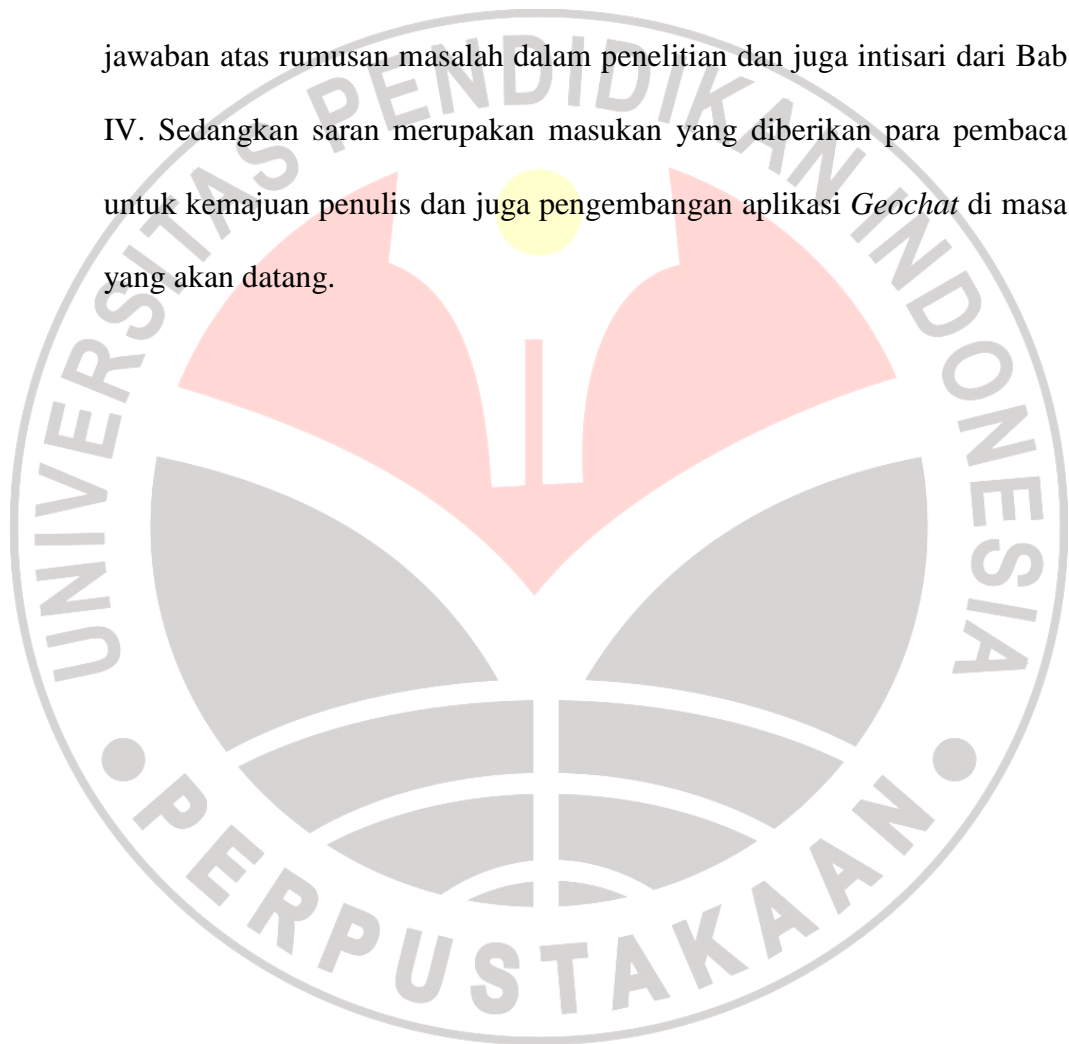 jawaban atas rumusan masalah dalam penelitian dan juga intisari dari Bab
IV. Sedangkan saran merupakan masukan yang diberikan para pembaca
untuk kemajuan penulis dan juga pengembangan aplikasi Geochat di masa
yang akan datang.
UNIVERSITAS PENDIDIKAN INDONESIA
PERPUSTAKAAN